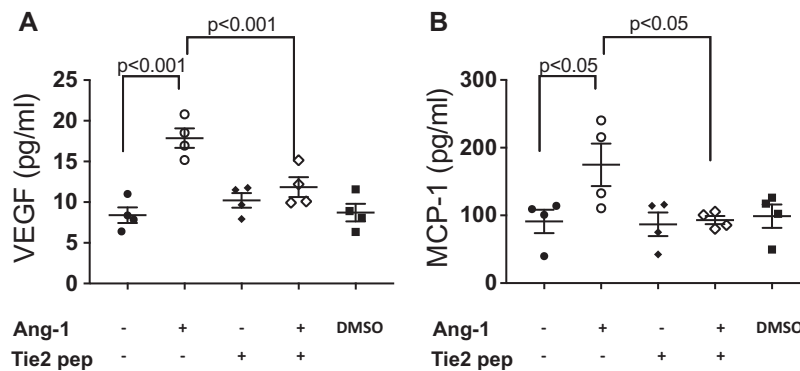 A
p<0.001
p<0.001
VEGF (pg/ml)
25
20
15
10
5
0
Ang-1 - + - + DMSO
Tie2 pep - - + +
B
p<0.05
p<0.05
MCP-1 (pg/ml)
300
200
100
0
Ang-1 - + - + DMSO
Tie2 pep - - + +